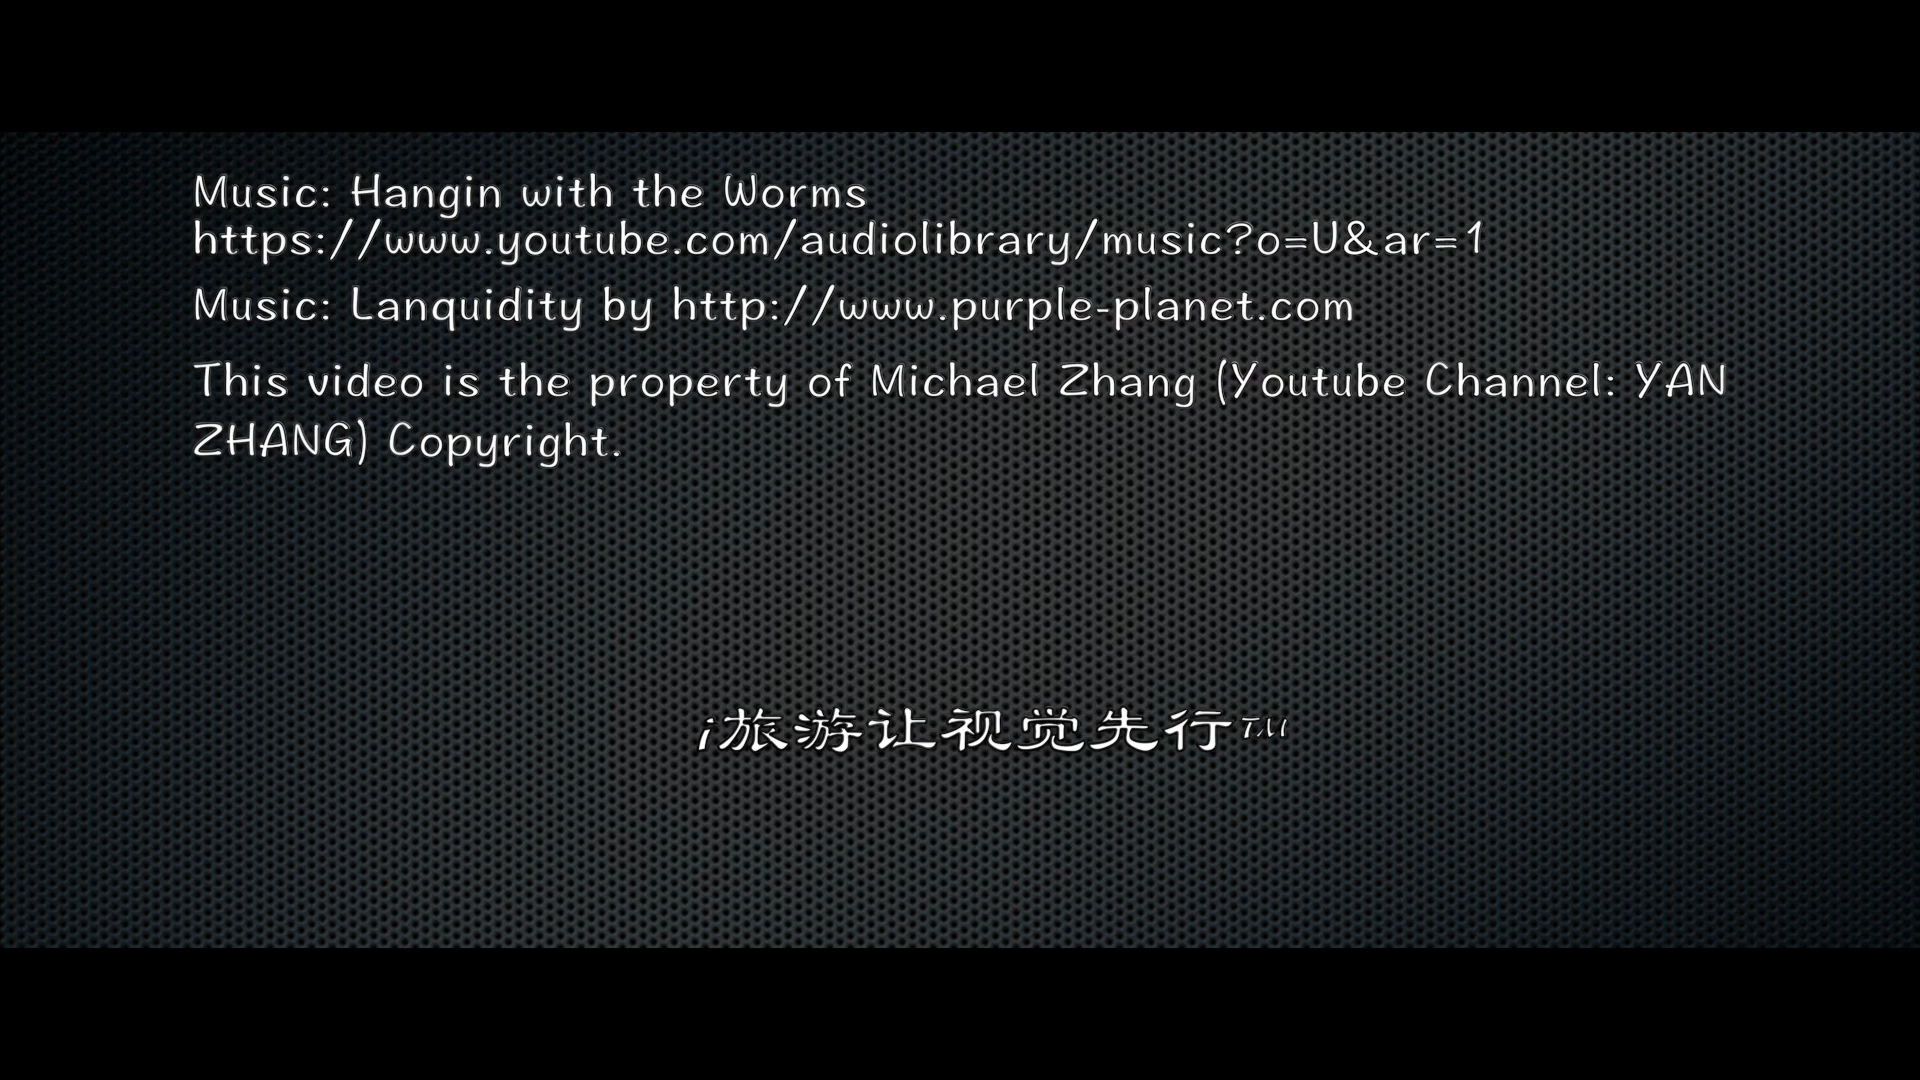 Music: Hangin with the Worms
https://www.youtube.com/audiolibrary/music?o=U&ar=1
Music: Lanquidity by http://www.purple-planet.com
This video is the property of Michael Zhang (Youtube Channel: YAN
ZHANG) Copyright.
i旅游让视觉先行™